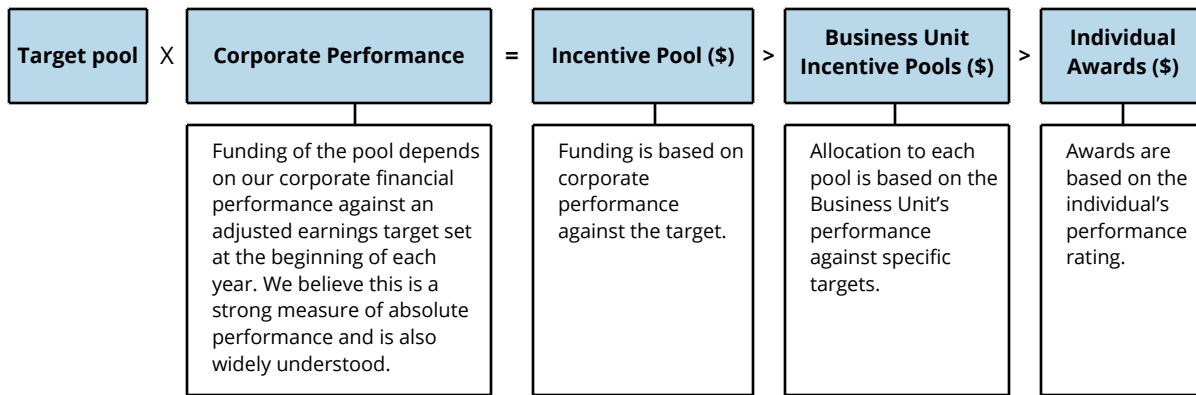 Target pool
X
Corporate Performance
=
Incentive Pool ($)
>
Business Unit
Incentive Pools ($)
>
Individual
Awards ($)
Funding of the pool depends
on our corporate financial
performance against an
adjusted earnings target set
at the beginning of each
year. We believe this is a
strong measure of absolute
performance and is also
widely understood.
Funding is based on
corporate
performance
against the target.
Allocation to each
pool is based on the
Business Unit’s
performance
against specific
targets.
Awards are
based on the
individual’s
performance
rating.